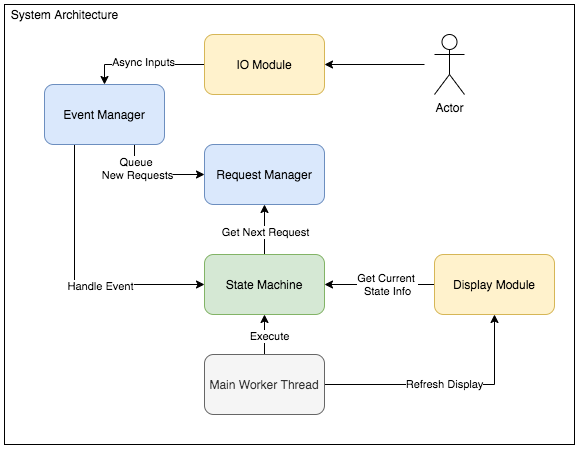 System Architecture
Async Inputs
IO Module
Actor
Event Manager
Queue
New Requests
Request Manager
Get Next Request
Handle Event
State Machine
Get Current
State Info
Display Module
Execute
Main Worker Thread
Refresh Display